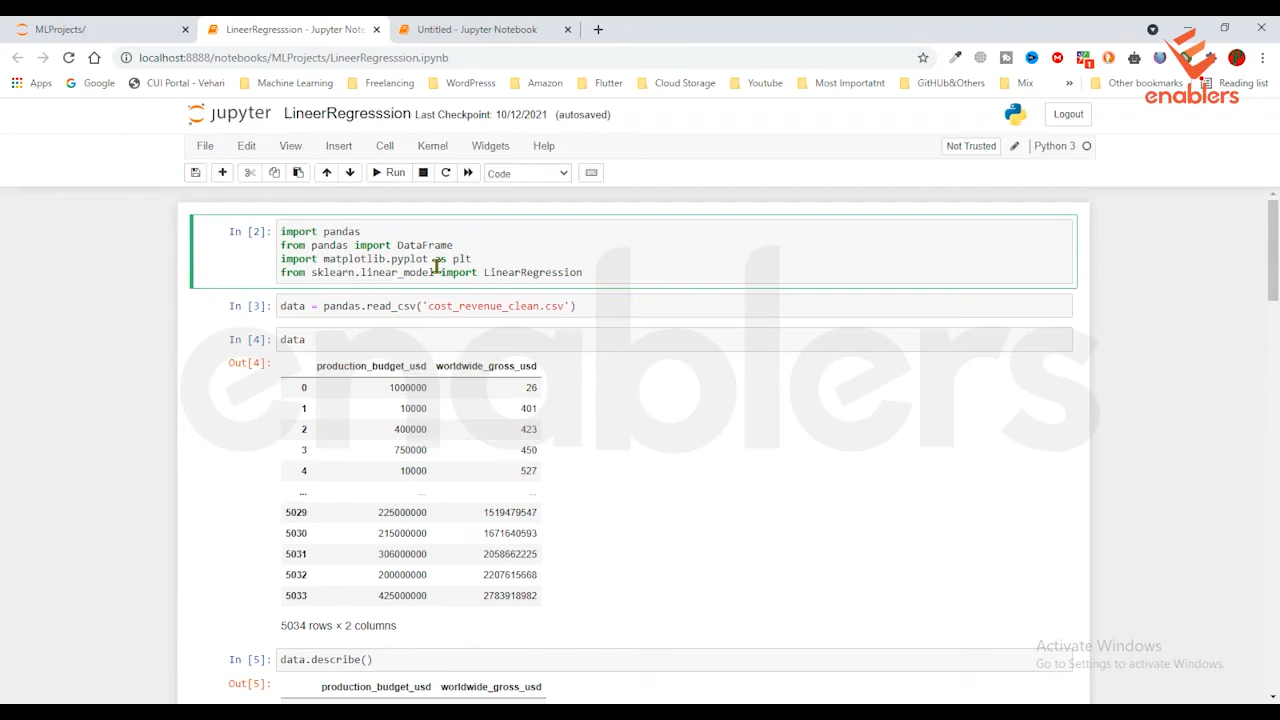 MLProjects/
LineerRegresssion - Jupyter Note
Untitled - Jupyter Notebook
localhost:8888/notebooks/MLProjects/LineerRegresssion.ipynb
Apps Google CUI Portal - Vehari Machine Learning Freelancing WordPresss Amazon Flutter Cloud Storage Youtube Most Importatnt GitHUb&Others Mix » Other bookmarks Reading list
enablers
jupyter LineerRegresssion Last Checkpoint: 10/12/2021 (autosaved)
Logout
File Edit View Insert Cell Kernel Widgets Help
Not Trusted Python 3
Run Code
In [2]: import pandas
from pandas import DataFrame
import matplotlib.pyplot as plt
from sklearn.linear_model import LinearRegression
In [3]: data = pandas.read_csv('cost_revenue_clean.csv')
In [4]: data
Out[4]:
production_budget_usd worldwide_gross_usd
0 1000000 26
1 10000 401
2 400000 423
3 750000 450
4 10000 527
... ... ...
5029 225000000 1519479547
5030 215000000 1671640593
5031 306000000 2058662225
5032 200000000 2207615668
5033 425000000 2783918982
5034 rows × 2 columns
enablers
Activate Windows
Go to Settings to activate Windows.
In [5]: data.describe()
Out[5]:
production_budget_usd worldwide_gross_usd